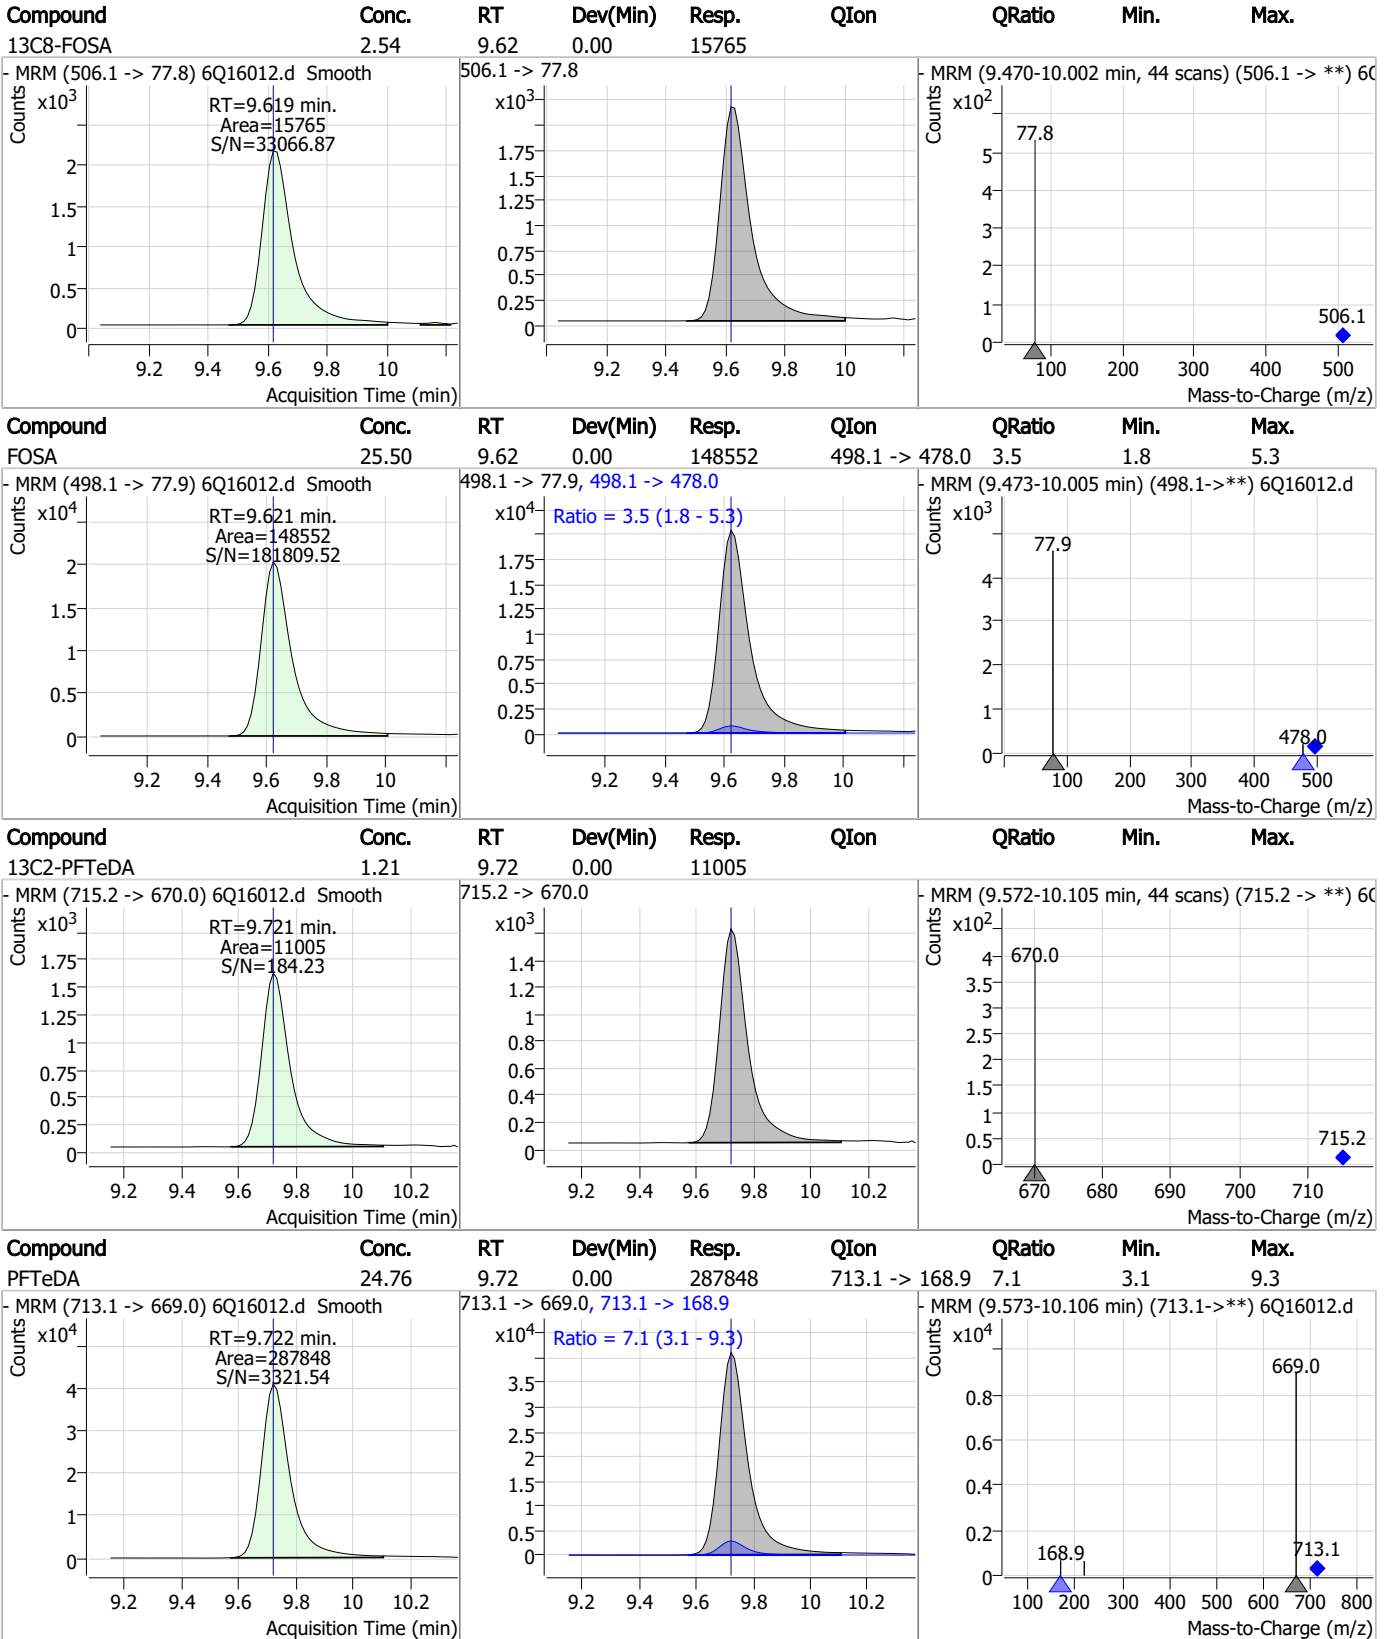 Compound Conc. RT Dev(Min) Resp. QIon QRatio Min. Max.
13C8-FOSA 2.54 9.62 0.00 15765
- MRM (506.1 -> 77.8) 6Q16012.d Smooth
Counts
x10³
RT=9.619 min.
Area=15765
S/N=33066.87
2
1.5
1
0.5
0
9.2 9.4 9.6 9.8 10
Acquisition Time (min)
506.1 -> 77.8
x10³
1.75
1.5
1.25
1
0.75
0.5
0.25
0
9.2 9.4 9.6 9.8 10
- MRM (9.470-10.002 min, 44 scans) (506.1 -> **)
Counts
x10²
77.8
5
4
3
2
1
0
506.1
100 200 300 400 500
Mass-to-Charge (m/z)
Compound Conc. RT Dev(Min) Resp. QIon QRatio Min. Max.
FOSA 25.50 9.62 0.00 148552 498.1 -> 478.0 3.5 1.8 5.3
- MRM (498.1 -> 77.9) 6Q16012.d Smooth
Counts
x10⁴
RT=9.621 min.
Area=148552
S/N=181809.52
2
1.5
1
0.5
0
9.2 9.4 9.6 9.8 10
Acquisition Time (min)
498.1 -> 77.9, 498.1 -> 478.0
x10⁴
Ratio = 3.5 (1.8 - 5.3)
1.75
1.5
1.25
1
0.75
0.5
0.25
0
9.2 9.4 9.6 9.8 10
- MRM (9.473-10.005 min) (498.1->**) 6Q16012.d
Counts
x10³
77.9
4
3
2
1
0
478.0
100 200 300 400 500
Mass-to-Charge (m/z)
Compound Conc. RT Dev(Min) Resp. QIon QRatio Min. Max.
13C2-PFTeDA 1.21 9.72 0.00 11005
- MRM (715.2 -> 670.0) 6Q16012.d Smooth
Counts
x10³
RT=9.721 min.
Area=11005
S/N=184.23
1.75
1.5
1.25
1
0.75
0.5
0.25
0
9.2 9.4 9.6 9.8 10 10.2
Acquisition Time (min)
715.2 -> 670.0
x10³
1.4
1.2
1
0.8
0.6
0.4
0.2
0
9.2 9.4 9.6 9.8 10 10.2
- MRM (9.572-10.105 min, 44 scans) (715.2 -> **)
Counts
x10²
670.0
4
3.5
3
2.5
2
1.5
1
0.5
0
715.2
670 680 690 700 710
Mass-to-Charge (m/z)
Compound Conc. RT Dev(Min) Resp. QIon QRatio Min. Max.
PFTeDA 24.76 9.72 0.00 287848 713.1 -> 168.9 7.1 3.1 9.3
- MRM (713.1 -> 669.0) 6Q16012.d Smooth
Counts
x10⁴
RT=9.722 min.
Area=287848
S/N=3321.54
4
3
2
1
0
9.2 9.4 9.6 9.8 10 10.2
Acquisition Time (min)
713.1 -> 669.0, 713.1 -> 168.9
x10⁴
Ratio = 7.1 (3.1 - 9.3)
3.5
3
2.5
2
1.5
1
0.5
0
9.2 9.4 9.6 9.8 10 10.2
- MRM (9.573-10.106 min) (713.1->**) 6Q16012.d
Counts
x10⁴
669.0
0.8
0.6
0.4
0.2
0
168.9
713.1
100 200 300 400 500 600 700 800
Mass-to-Charge (m/z)